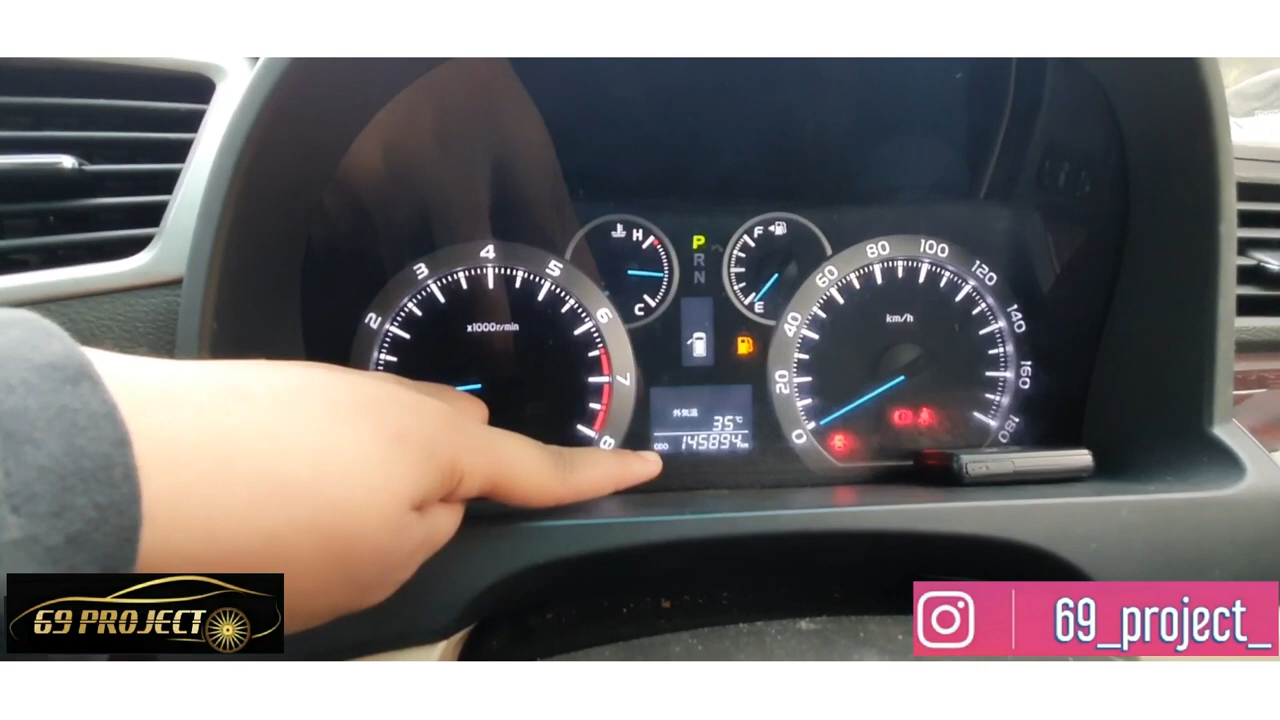 4
3
5
2
6
x1000r/min
7
8
H
C
P
R
N
F
E
外気温
35°C
ODO 145894 km
80
100
60
120
40
km/h
140
20
160
0
180
69 PROJECT
69_project_